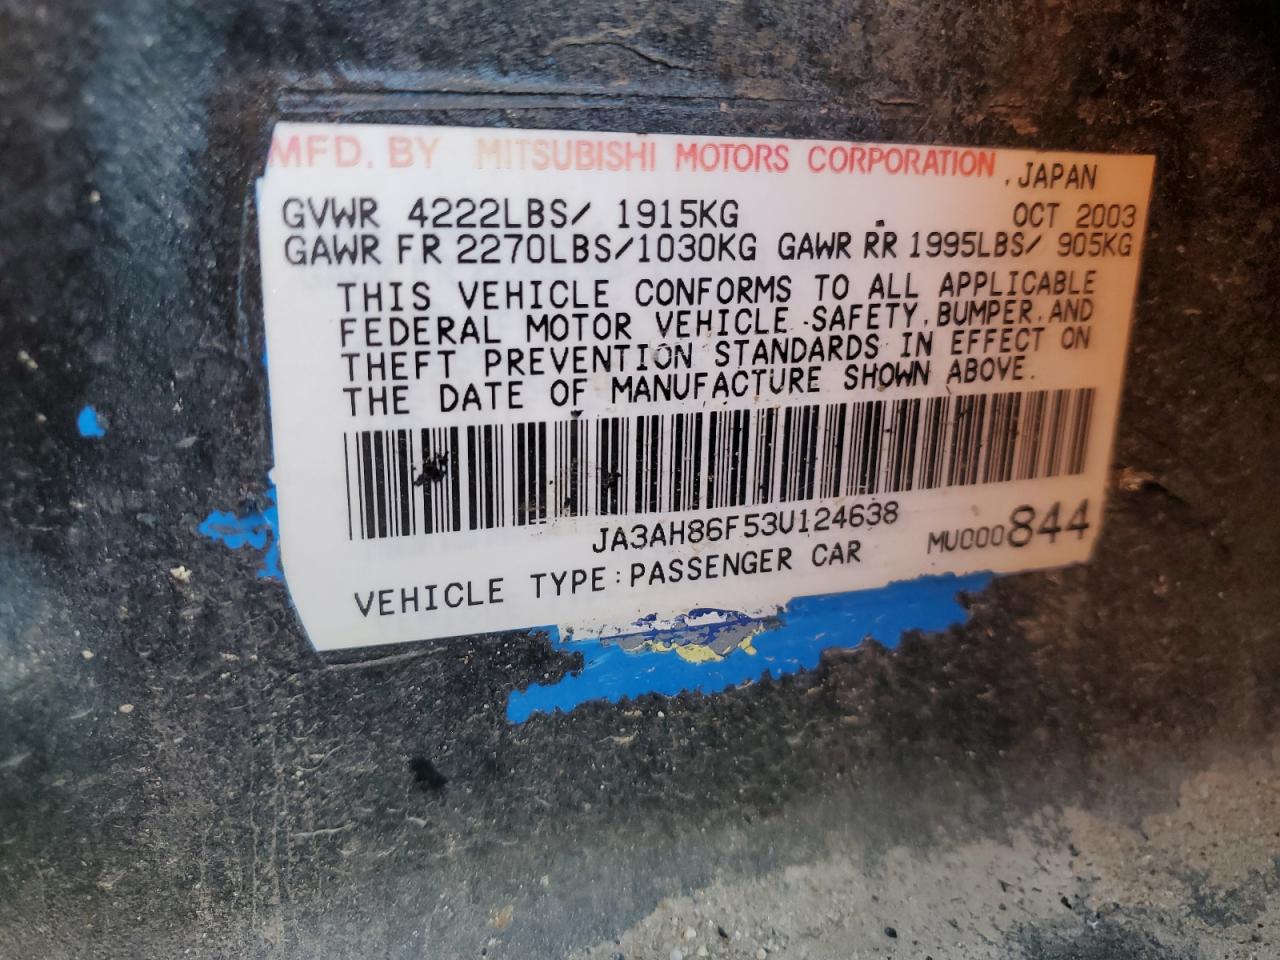 MFD. BY MITSUBISHI MOTORS CORPORATION, JAPAN
GVWR 4222LBS/ 1915KG OCT 2003
GAWR FR 2270LBS/1030KG GAWR RR 1995LBS/ 905KG
THIS VEHICLE CONFORMS TO ALL APPLICABLE
FEDERAL MOTOR VEHICLE SAFETY, BUMPER, AND
THEFT PREVENTION STANDARDS IN EFFECT ON
THE DATE OF MANUFACTURE SHOWN ABOVE.
JA3AH86F53U124638
VEHICLE TYPE:PASSENGER CAR MU000844